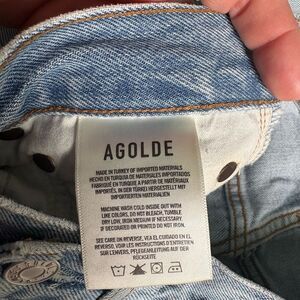 AGOLDE
MADE IN TURKEY OF IMPORTED MATERIALS
HECHO EN TURQUIA DE MATERIALES IMPORTADOS
FABRIQUÉ EN TURQUIE À PARTIR DE MATÉRIAUX
IMPORTÉS. IN DER TÜRKEI HERGESTELLT MIT
IMPORTIERTEN MATERIALIEN
MACHINE WASH COLD INSIDE OUT WITH
LIKE COLORS, DO NOT BLEACH, TUMBLE
DRY LOW, IRON MEDIUM IF NECESSARY
IF DECORATED OR PAINTED DO NOT IRON.
SEE CARE ON REVERSE, VEA EL CUIDADO EN EL
REVERSO, VOIR LES INSTRUCTIONS D'ENTRETIEN
SUR L'ENVERS, PFLEGEANLEITUNG AUF DER
RÜCKSEITE